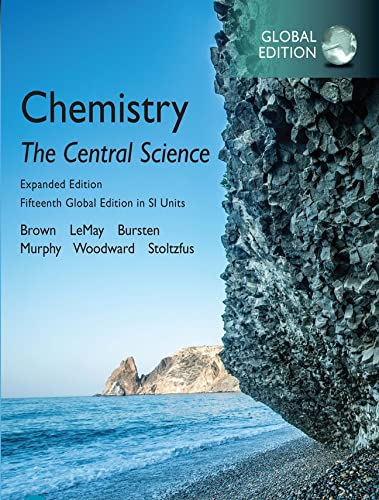 GLOBAL
EDITION
Chemistry
The Central Science
Expanded Edition
Fifteenth Global Edition in SI Units
Brown LeMay Bursten
Murphy Woodward Stoltzfus